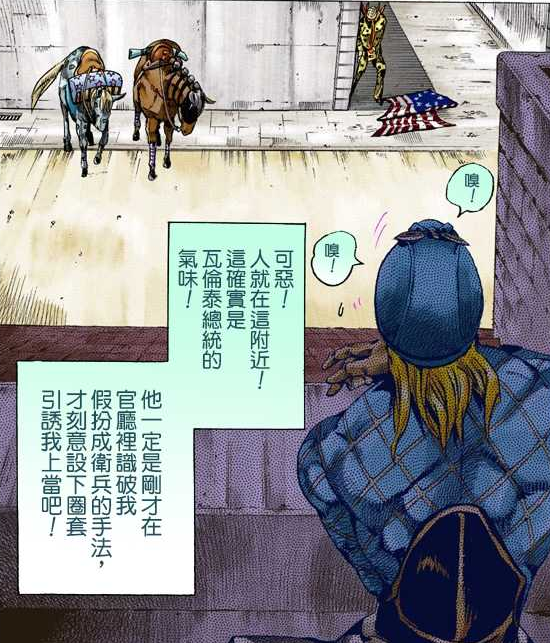 嗅！
嗅！
可惡！
人就在這附近！
這確實是
瓦倫泰總統的
氣味！
他一定是剛才在
官廳裡識破我
假扮成衛兵的手法，
才刻意設下圈套
引誘我上當吧！